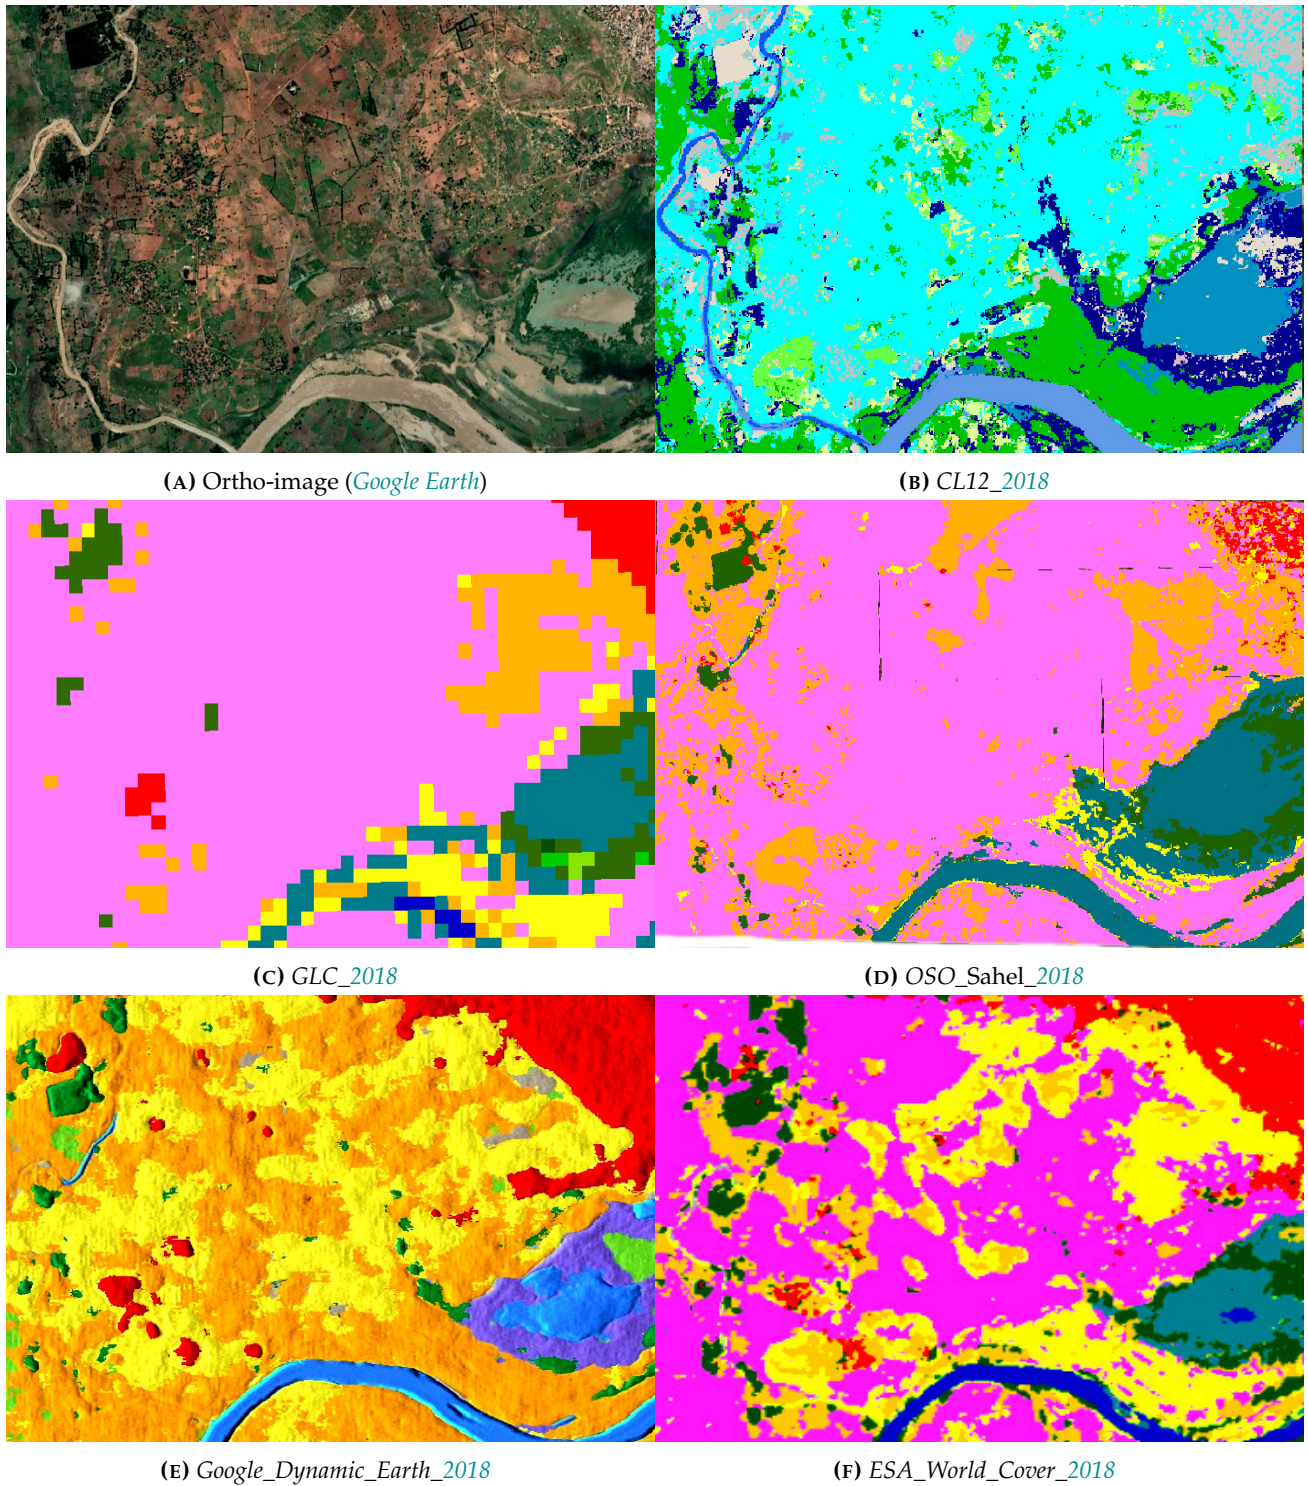 (A) Ortho-image (Google Earth)
(B) CL12_2018
(C) GLC_2018
(D) OSO_Sahel_2018
(E) Google_Dynamic_Earth_2018
(F) ESA_World_Cover_2018